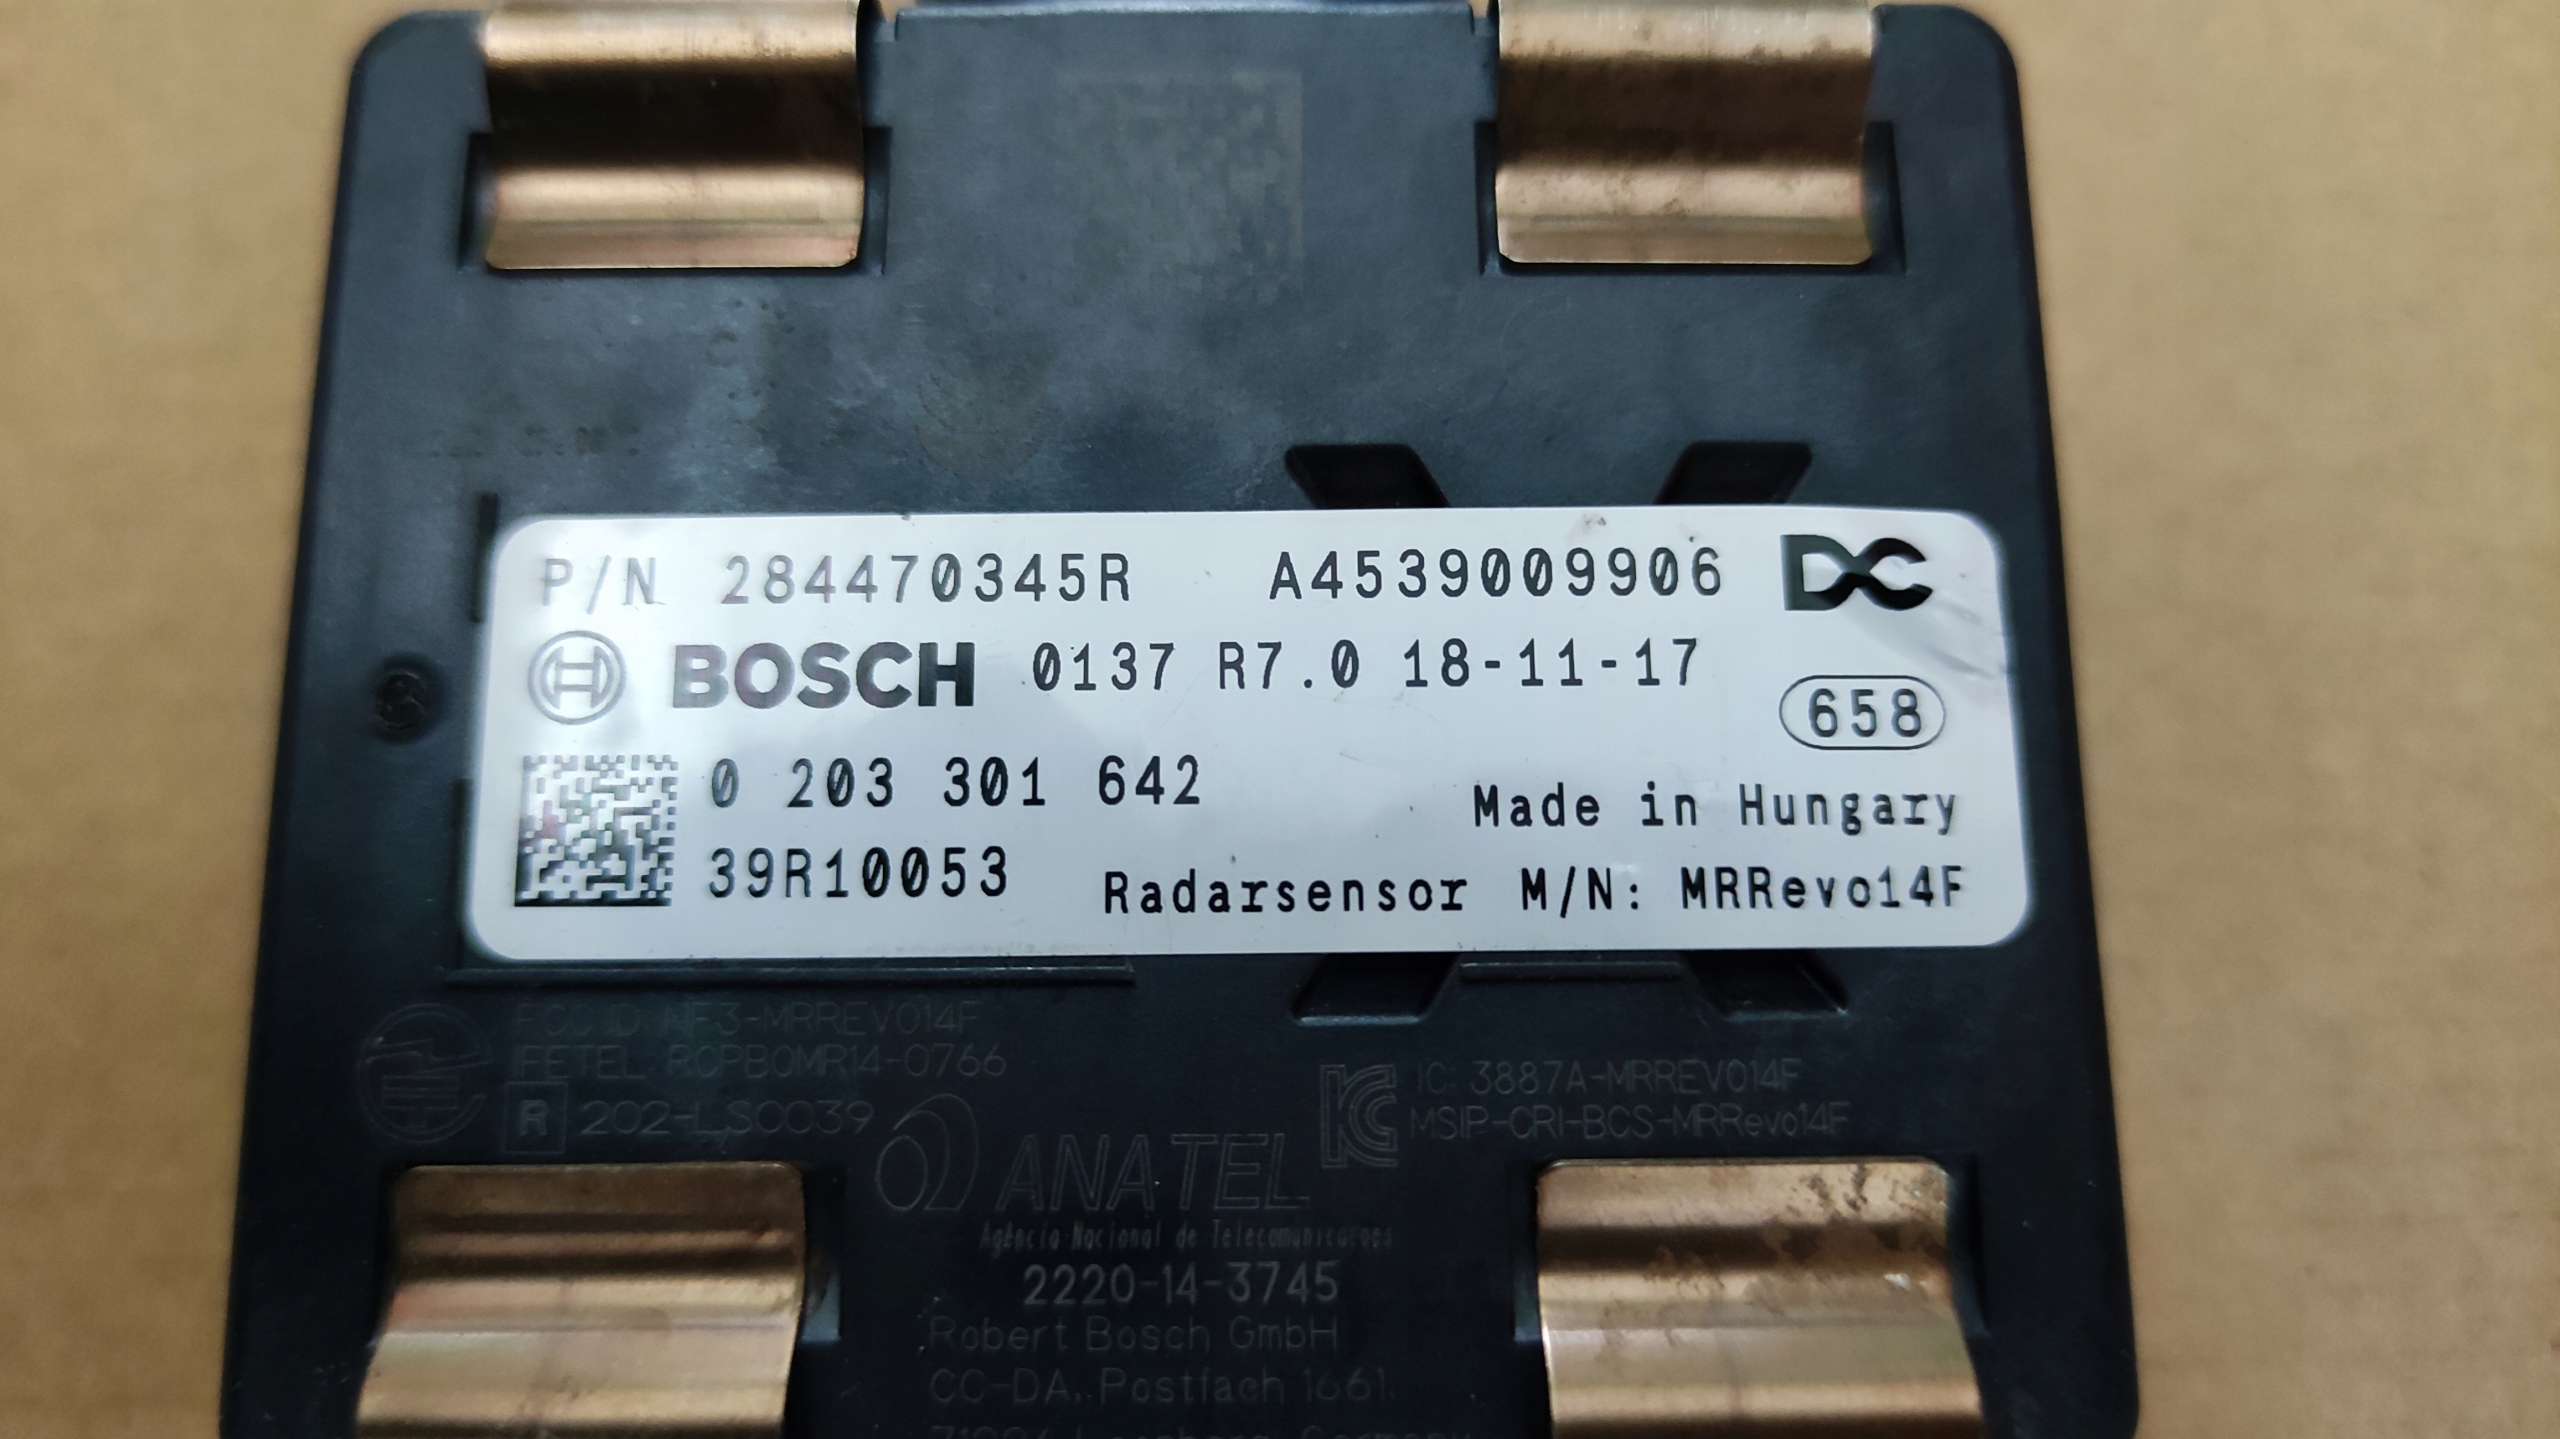 P/N 284470345R A4539009906 DC
BOSCH 0137 R7.0 18-11-17
658
0 203 301 642
Made in Hungary
39R10053
Radarsensor M/N: MRRevo14F
FCC ID: NF3-MRREVO14F
IFETEL: RCPBOMR14-0766
R 202-LSC039
IC: 3887A-MRREVO14F
MSIP-CRI-BCS-MRRevo14F
ANATEL
Agência Nacional de Telecomunicacoes
2220-14-3745
Robert Bosch GmbH
CC-DA, Postfach 1661,